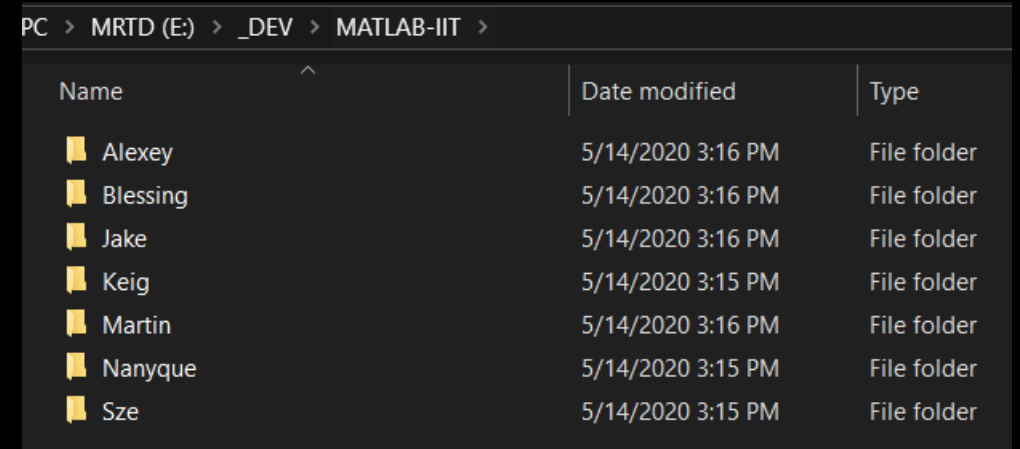 PC > MRTD (E:) > _DEV > MATLAB-IIT >
Name Date modified Type
Alexey 5/14/2020 3:16 PM File folder
Blessing 5/14/2020 3:16 PM File folder
Jake 5/14/2020 3:16 PM File folder
Keig 5/14/2020 3:15 PM File folder
Martin 5/14/2020 3:16 PM File folder
Nanyque 5/14/2020 3:15 PM File folder
Sze 5/14/2020 3:15 PM File folder